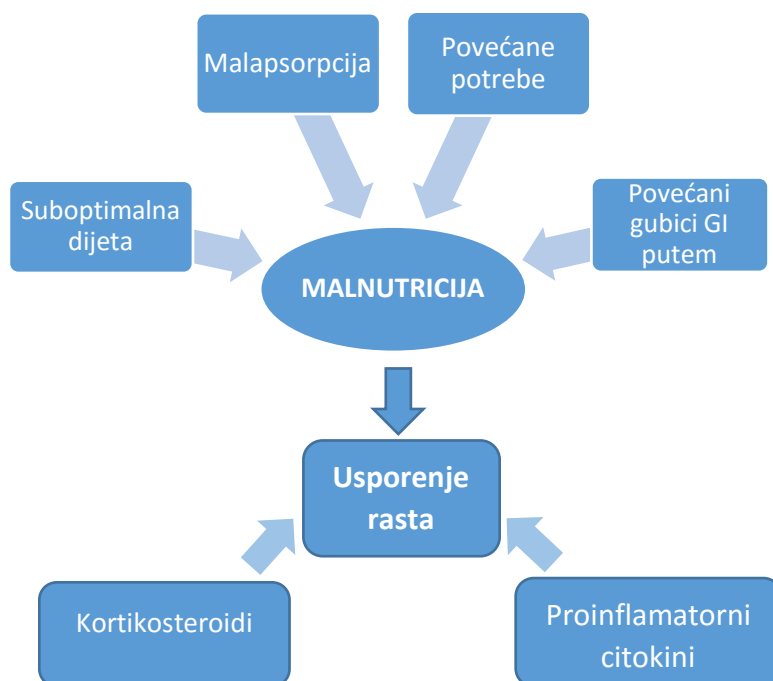 Malapsorpcija
Povećane
potrebe
Suboptimalna
dijeta
Povećani
gubici GI
putem
MALNUTRICIJA
Usporenje
rasta
Kortikosteroidi
Proinflamatorni
citokini